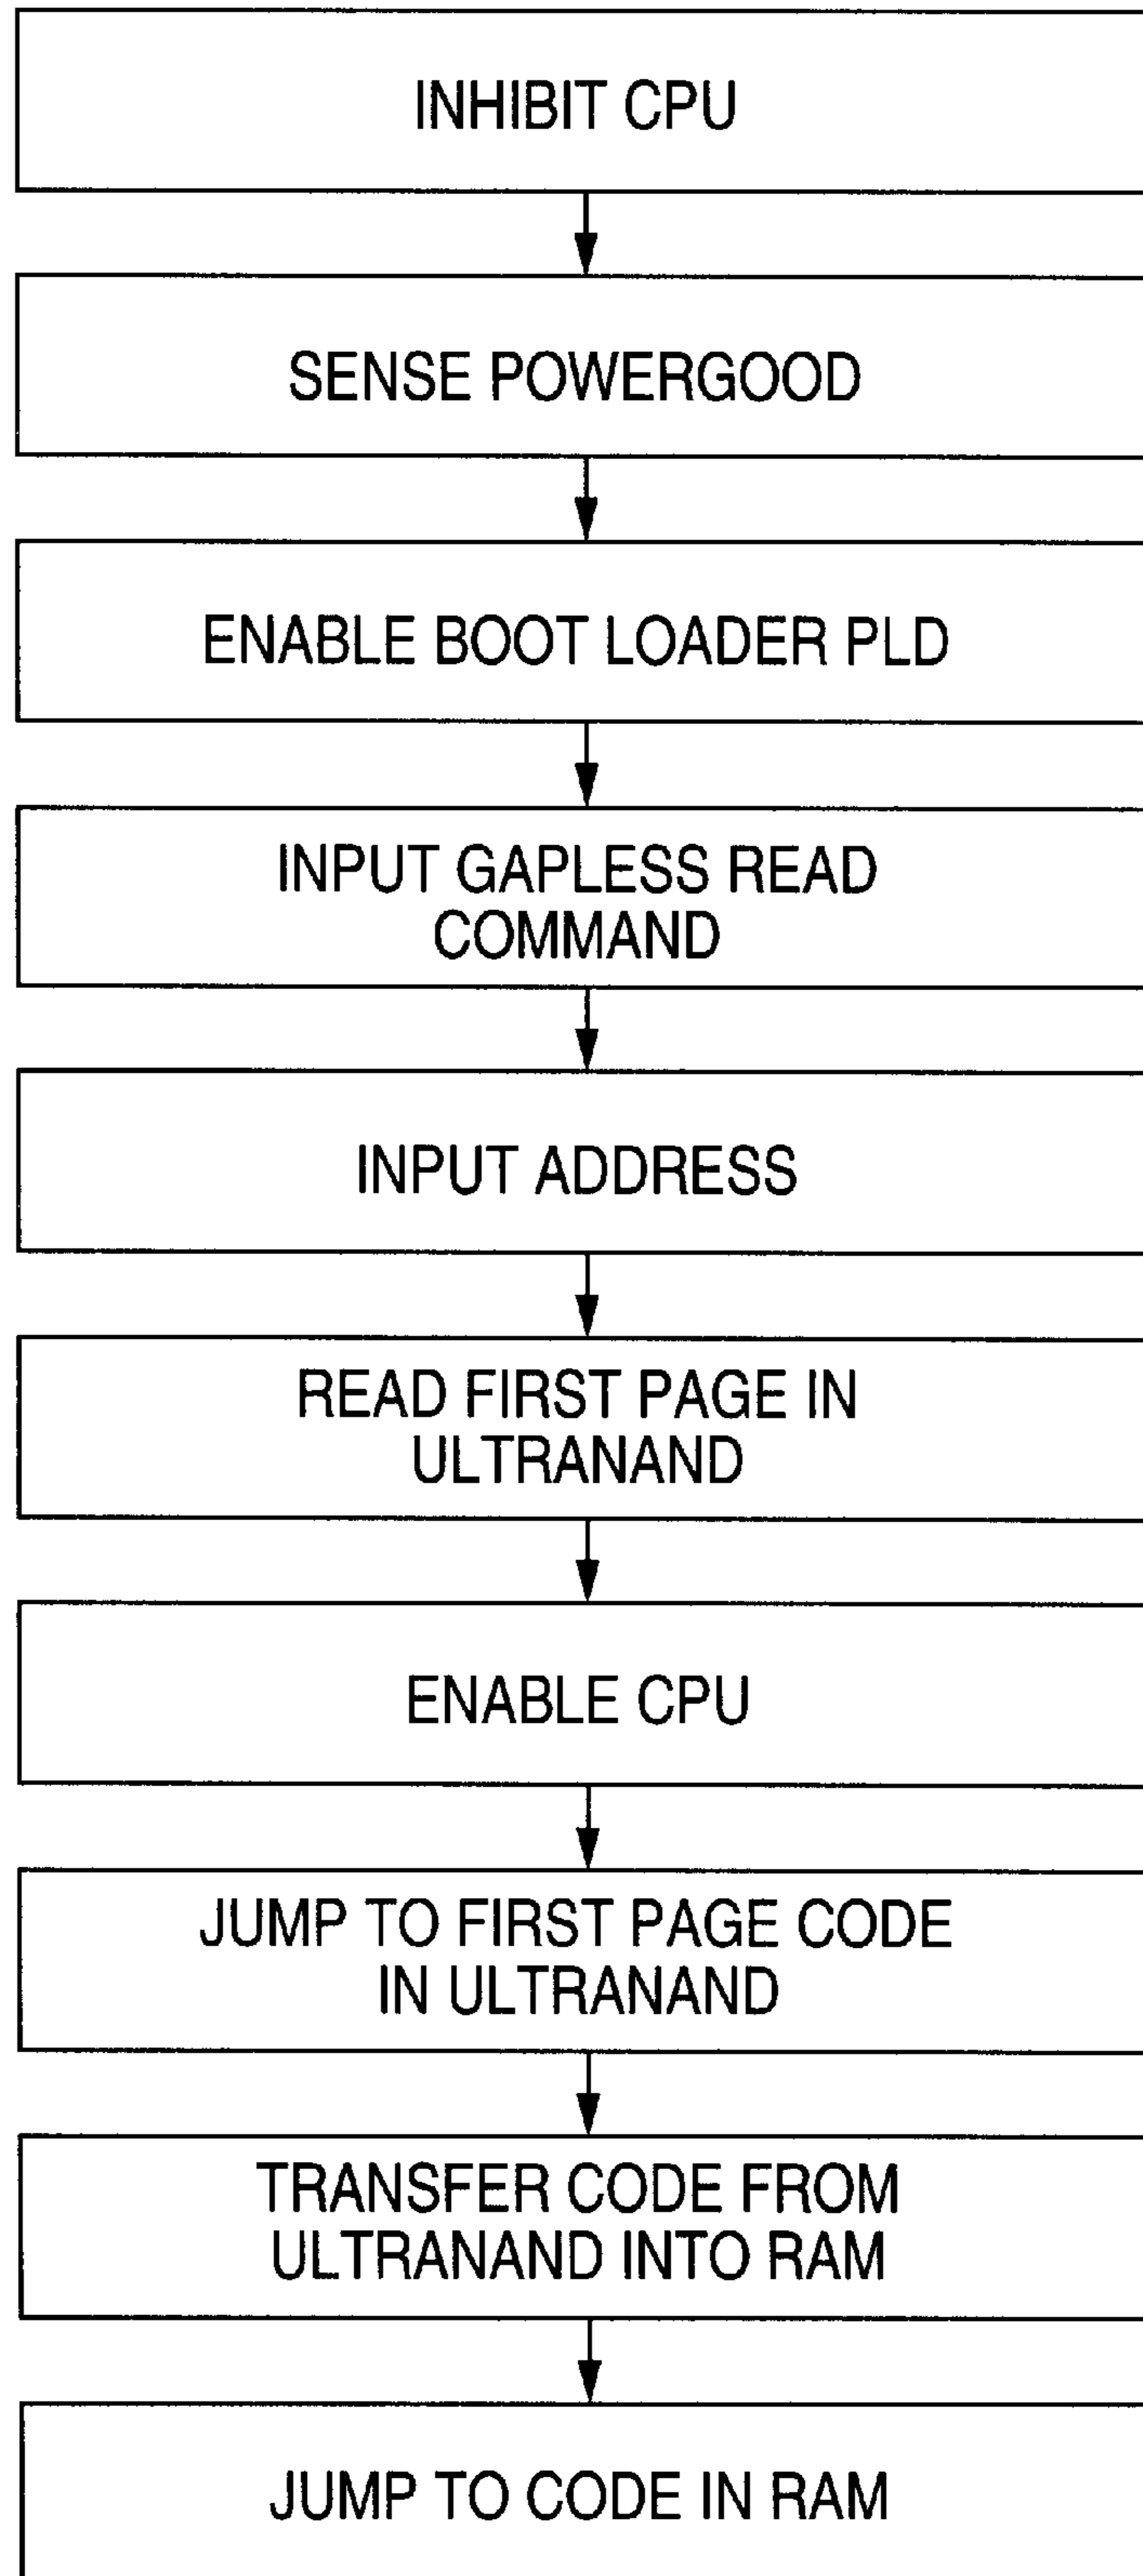 INHIBIT CPU
SENSE POWERGOOD
ENABLE BOOT LOADER PLD
INPUT GAPLESS READ
COMMAND
INPUT ADDRESS
READ FIRST PAGE IN
ULTRANAND
ENABLE CPU
JUMP TO FIRST PAGE CODE
IN ULTRANAND
TRANSFER CODE FROM
ULTRANAND INTO RAM
JUMP TO CODE IN RAM